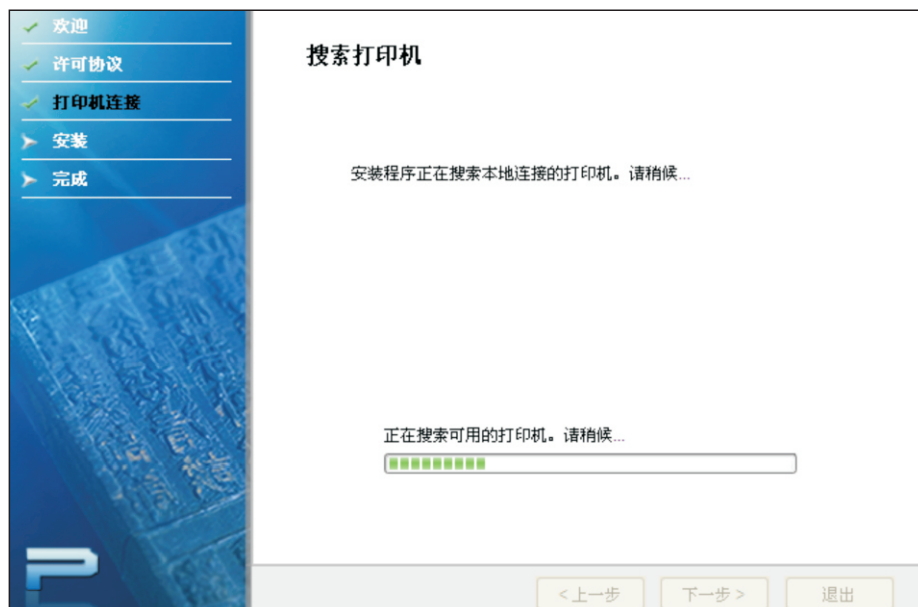 欢迎
许可协议
打印机连接
安装
完成
搜索打印机
安装程序正在搜索本地连接的打印机。请稍候...
正在搜索可用的打印机。请稍候...
<上一步
下一步>
退出